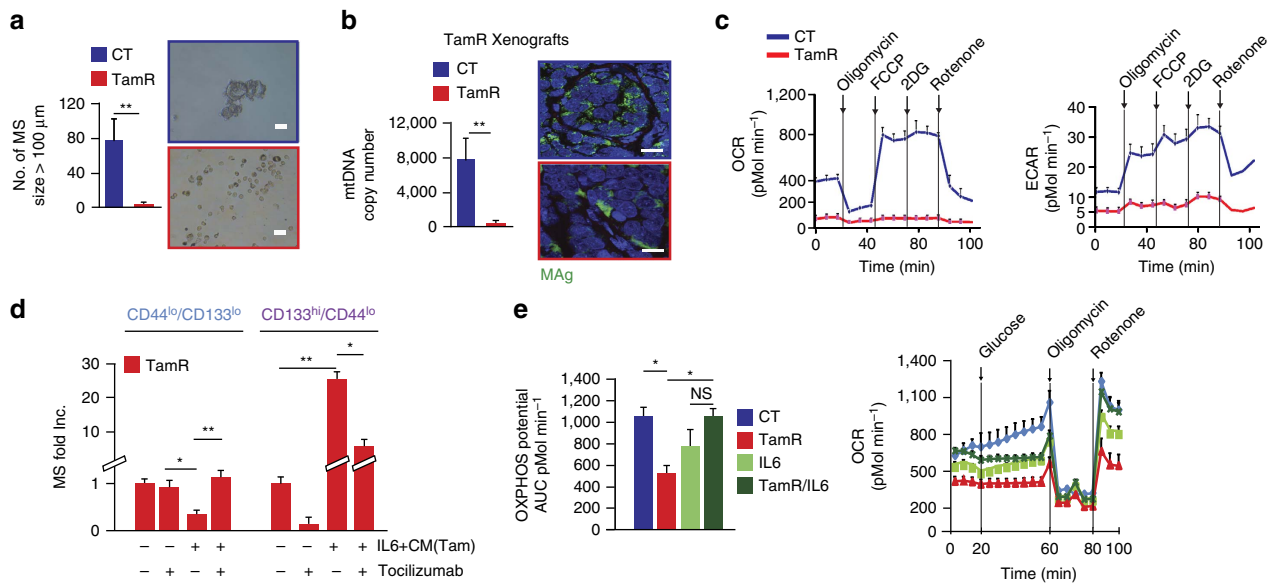 a
CT
TamR
120
80
40
0
**
No. of MS
size > 100 μm
b
TamR Xenografts
CT
TamR
12,000
8,000
4,000
0
**
mtDNA
copy number
MAg
c
CT
TamR
Oligomycin
FCCP
2DG
Rotenone
1,200
800
400
200
0
OCR
(pMol min⁻¹)
0 40 80 100
Time (min)
Oligomycin
FCCP
2DG
Rotenone
40
30
20
10
5
0
ECAR
(pMol min⁻¹)
0 40 80 100
Time (min)
d
CD44ˡᵒ/CD133ˡᵒ
CD133ʰⁱ/CD44ˡᵒ
TamR
30
20
10
1
0
MS fold Inc.
* ** ** *
– – + + – – + + IL6+CM(Tam)
– + – + – + – + Tocilizumab
e
1,400
1,200
1,000
800
600
400
200
0
OXPHOS potential
AUC pMol min⁻¹
* *
NS
CT
TamR
IL6
TamR/IL6
Glucose
Oligomycin
Rotenone
1,400
1,100
800
500
200
0
OCR
(pMol min⁻¹)
0 20 60 80 100
Time (min)